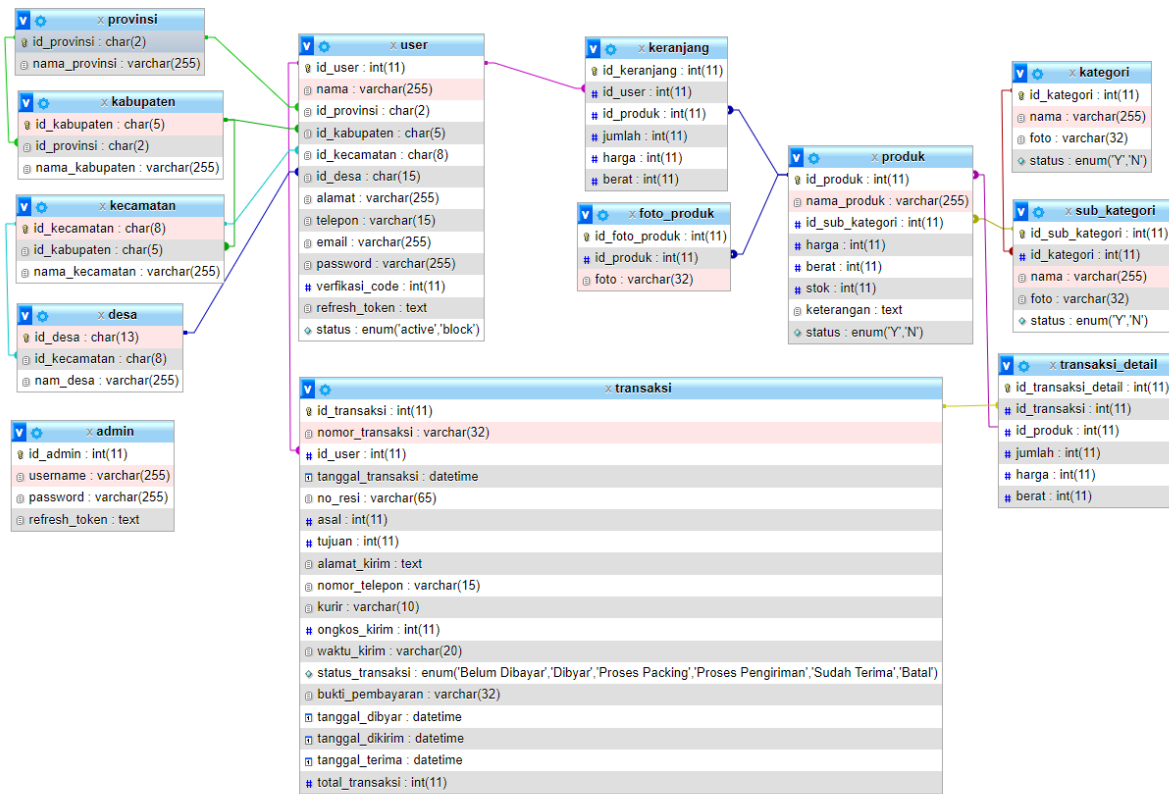 provinsi
id_provinsi : char(2)
nama_provinsi : varchar(255)
kabupaten
id_kabupaten : char(5)
id_provinsi : char(2)
nama_kabupaten : varchar(255)
kecamatan
id_kecamatan : char(8)
id_kabupaten : char(5)
nama_kecamatan : varchar(255)
desa
id_desa : char(13)
id_kecamatan : char(8)
nam_desa : varchar(255)
admin
id_admin : int(11)
username : varchar(255)
password : varchar(255)
refresh_token : text
user
id_user : int(11)
nama : varchar(255)
id_provinsi : char(2)
id_kabupaten : char(5)
id_kecamatan : char(8)
id_desa : char(15)
alamat : varchar(255)
telepon : varchar(15)
email : varchar(255)
password : varchar(255)
verfikasi_code : int(11)
refresh_token : text
status : enum('active','block')
keranjang
id_keranjang : int(11)
id_user : int(11)
id_produk : int(11)
jumlah : int(11)
harga : int(11)
berat : int(11)
foto_produk
id_foto_produk : int(11)
id_produk : int(11)
foto : varchar(32)
produk
id_produk : int(11)
nama_produk : varchar(255)
id_sub_kategori : int(11)
harga : int(11)
berat : int(11)
stok : int(11)
keterangan : text
status : enum('Y','N')
kategori
id_kategori : int(11)
nama : varchar(255)
foto : varchar(32)
status : enum('Y','N')
sub_kategori
id_sub_kategori : int(11)
id_kategori : int(11)
nama : varchar(255)
foto : varchar(32)
status : enum('Y','N')
transaksi_detail
id_transaksi_detail : int(11)
id_transaksi : int(11)
id_produk : int(11)
jumlah : int(11)
harga : int(11)
berat : int(11)
transaksi
id_transaksi : int(11)
nomor_transaksi : varchar(32)
id_user : int(11)
tanggal_transaksi : datetime
no_resi : varchar(65)
asal : int(11)
tujuan : int(11)
alamat_kirim : text
nomor_telepon : varchar(15)
kurir : varchar(10)
ongkos_kirim : int(11)
waktu_kirim : varchar(20)
status_transaksi : enum('Belum Dibayar','Dibyar','Proses Packing','Proses Pengiriman','Sudah Terima','Batal')
bukti_pembayaran : varchar(32)
tanggal_dibyar : datetime
tanggal_dikirim : datetime
tanggal_terima : datetime
total_transaksi : int(11)